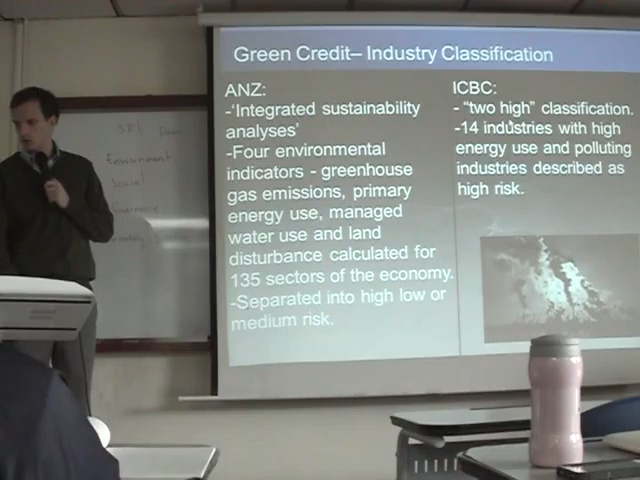 Green Credit– Industry Classification
ANZ:
-‘Integrated sustainability
analyses’
-Four environmental
indicators - greenhouse
gas emissions, primary
energy use, managed
water use and land
disturbance calculated for
135 sectors of the economy.
-Separated into high low or
medium risk.
ICBC:
- “two high” classification.
-14 industries with high
energy use and polluting
industries described as
high risk.
S.R.I
Environment
Social
Governance